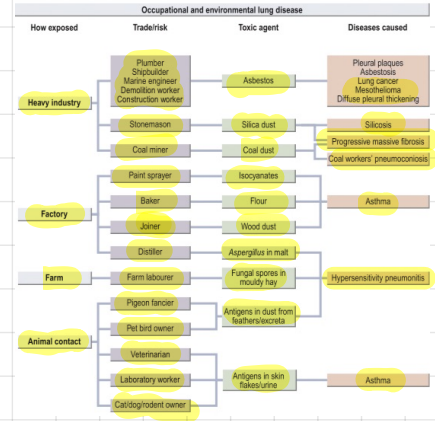 Occupational and environmental lung disease
How exposed
Trade/risk
Toxic agent
Diseases caused
Heavy industry
Plumber
Shipbuilder
Marine engineer
Demolition worker
Construction worker
Asbestos
Pleural plaques
Asbestosis
Lung cancer
Mesothelioma
Diffuse pleural thickening
Stonemason
Silica dust
Silicosis
Progressive massive fibrosis
Coal miner
Coal dust
Coal workers' pneumoconiosis
Factory
Paint sprayer
Isocyanates
Baker
Flour
Asthma
Joiner
Wood dust
Distiller
Aspergillus in malt
Farm
Farm labourer
Fungal spores in
mouldy hay
Hypersensitivity pneumonitis
Animal contact
Pigeon fancier
Pet bird owner
Antigens in dust from
feathers/excreta
Veterinarian
Laboratory worker
Cat/dog/rodent owner
Antigens in skin
flakes/urine
Asthma